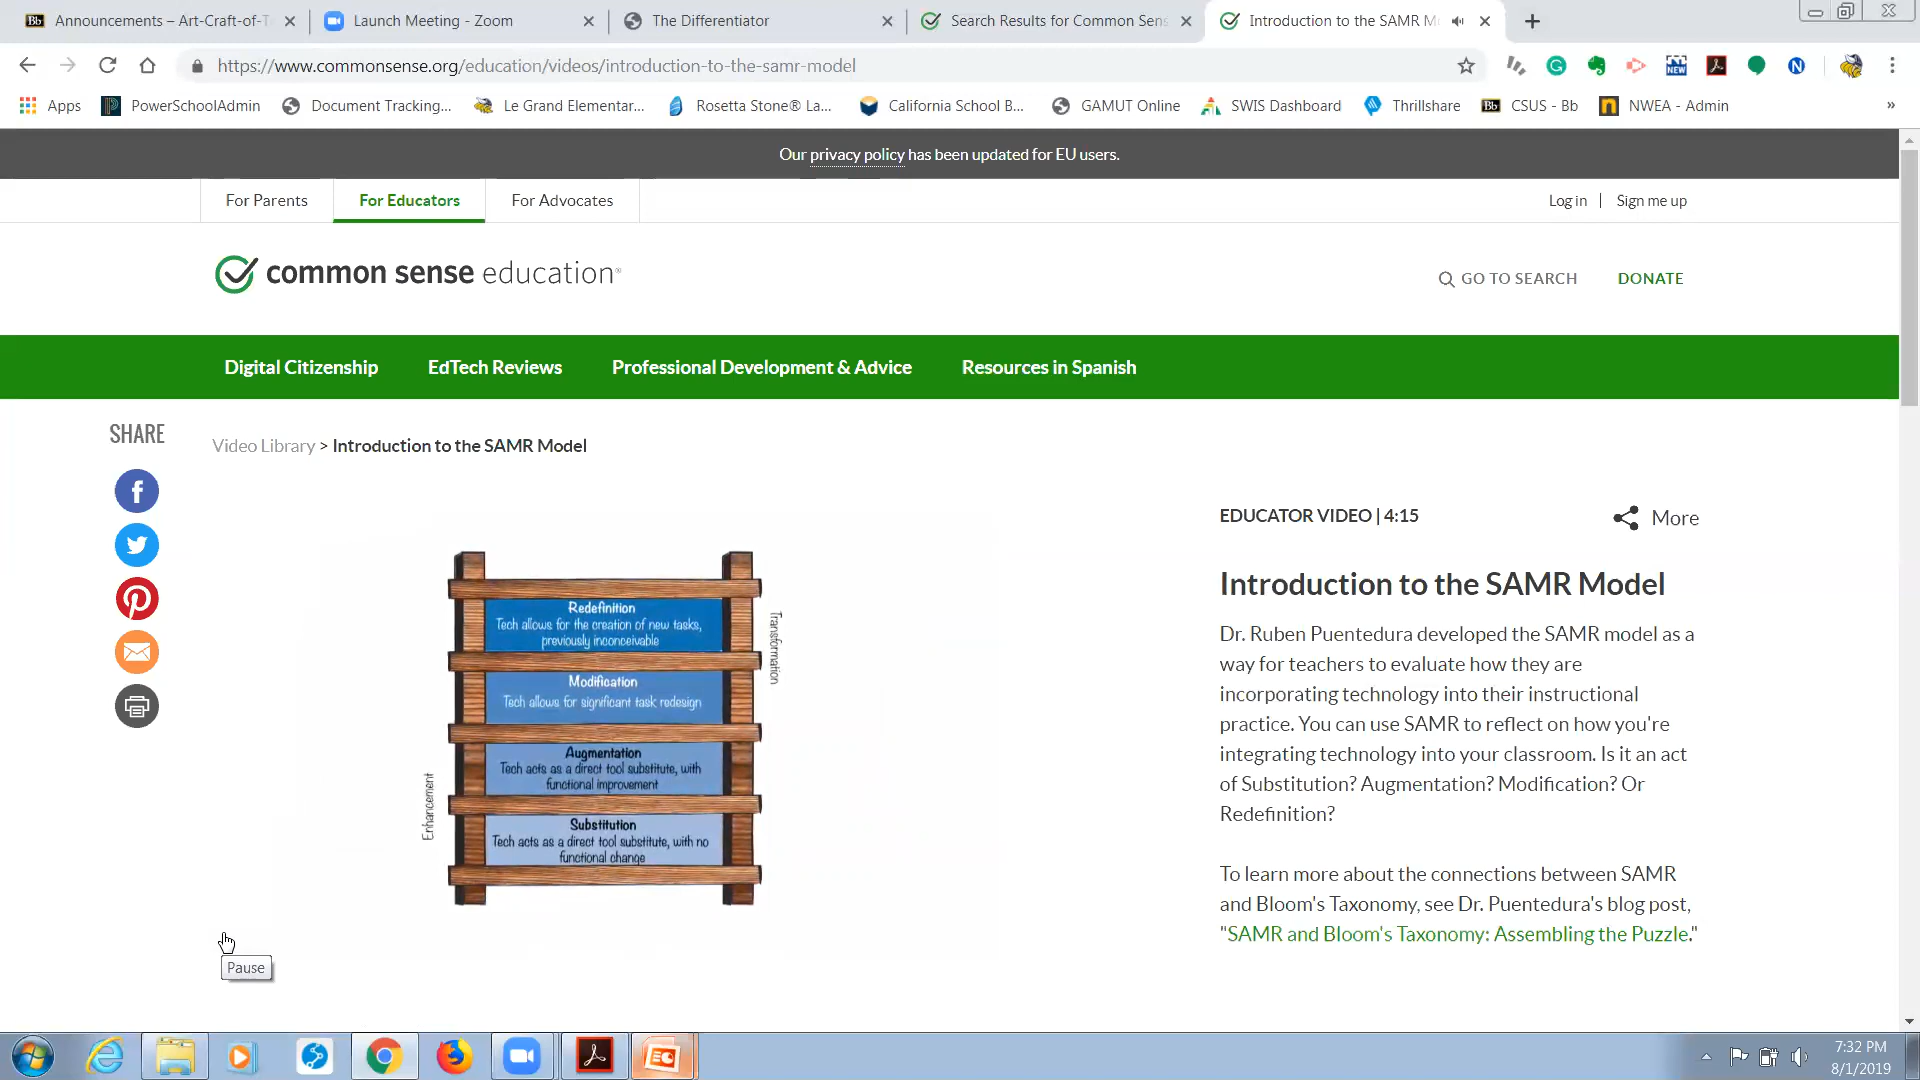 Announcements – Art-Craft-of-T
Launch Meeting - Zoom
The Differentiator
Search Results for Common Sens
Introduction to the SAMR M
https://www.commonsense.org/education/videos/introduction-to-the-samr-model
Apps
PowerSchoolAdmin
Document Tracking...
Le Grand Elementar...
Rosetta Stone® La...
California School B...
GAMUT Online
SWIS Dashboard
Thrillshare
CSUS - Bb
NWEA - Admin
»
Our privacy policy has been updated for EU users.
For Parents
For Educators
For Advocates
Log in | Sign me up
common sense education®
GO TO SEARCH
DONATE
Digital Citizenship
EdTech Reviews
Professional Development & Advice
Resources in Spanish
SHARE
Video Library > Introduction to the SAMR Model
Redefinition
Tech allows for the creation of new tasks,
previously inconceivable
Modification
Tech allows for significant task redesign
Augmentation
Tech acts as a direct tool substitute, with
functional improvement
Substitution
Tech acts as a direct tool substitute, with no
functional change
Transformation
Enhancement
Pause
EDUCATOR VIDEO | 4:15
More
Introduction to the SAMR Model
Dr. Ruben Puentedura developed the SAMR model as a
way for teachers to evaluate how they are
incorporating technology into their instructional
practice. You can use SAMR to reflect on how you're
integrating technology into your classroom. Is it an act
of Substitution? Augmentation? Modification? Or
Redefinition?
To learn more about the connections between SAMR
and Bloom's Taxonomy, see Dr. Puentedura's blog post,
"SAMR and Bloom's Taxonomy: Assembling the Puzzle."
7:32 PM
8/1/2019